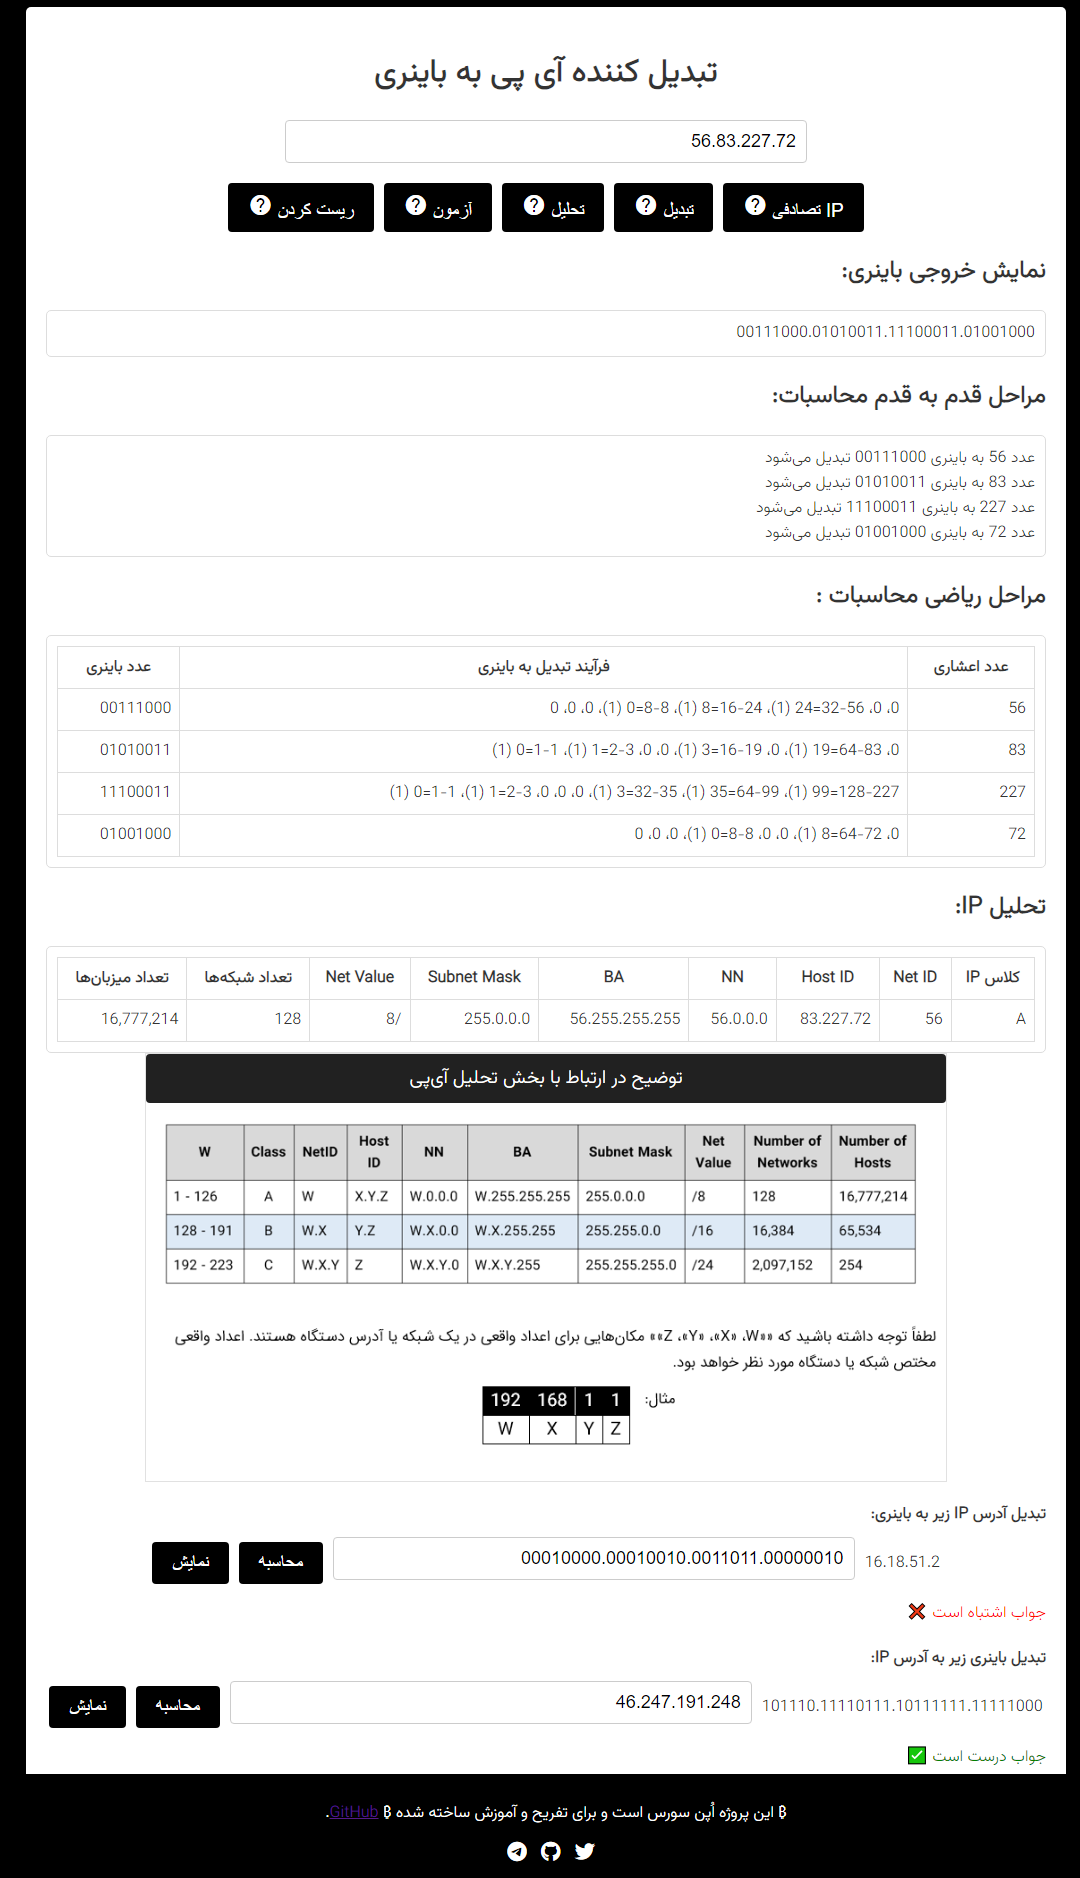 تبدیل کننده آی پی به باینری
56.83.227.72
IP تصادفی ? تبدیل ? تحلیل ? آزمون ? ریست کردن ?
نمایش خروجی باینری:
00111000.01010011.11100011.01001000
مراحل قدم به قدم محاسبات:
عدد 56 به باینری 00111000 تبدیل می‌شود
عدد 83 به باینری 01010011 تبدیل می‌شود
عدد 227 به باینری 11100011 تبدیل می‌شود
عدد 72 به باینری 01001000 تبدیل می‌شود
مراحل ریاضی محاسبات :
عدد اعشاری فرآیند تبدیل به باینری عدد باینری
56 0، 0، 56-32=24 (1)، 24-16=8 (1)، 8-8=0 (1)، 0، 0، 0 00111000
83 0، 83-64=19 (1)، 0، 19-16=3 (1)، 0، 0، 3-2=1 (1)، 1-1=0 (1) 01010011
227 227-128=99 (1)، 99-64=35 (1)، 35-32=3 (1)، 0، 0، 0، 3-2=1 (1)، 1-1=0 (1) 11100011
72 0، 72-64=8 (1)، 0، 0، 8-8=0 (1)، 0، 0، 0 01001000
تحلیل IP:
کلاس IP Net ID Host ID NN BA Subnet Mask Net Value تعداد شبکه‌ها تعداد میزبان‌ها
A 56 83.227.72 56.0.0.0 56.255.255.255 255.0.0.0 8/ 128 16,777,214
توضیح در ارتباط با بخش تحلیل آی‌پی
W Class NetID Host ID NN BA Subnet Mask Net Value Number of Networks Number of Hosts
1 - 126 A W X.Y.Z W.0.0.0 W.255.255.255 255.0.0.0 /8 128 16,777,214
128 - 191 B W.X Y.Z W.X.0.0 W.X.255.255 255.255.0.0 /16 16,384 65,534
192 - 223 C W.X.Y Z W.X.Y.0 W.X.Y.255 255.255.255.0 /24 2,097,152 254
لطفاً توجه داشته باشید که ««W، «X»، «Y»، «Z»» مکان‌هایی برای اعداد واقعی در یک شبکه یا آدرس دستگاه هستند. اعداد واقعی
مختص شبکه یا دستگاه مورد نظر خواهد بود.
مثال:
192 168 1 1
W X Y Z
تبدیل آدرس IP زیر به باینری:
16.18.51.2 00010000.00010010.0011011.00000010 محاسبه نمایش
جواب اشتباه است ❌
تبدیل باینری زیر به آدرس IP:
101110.11110111.10111111.11111000 46.247.191.248 محاسبه نمایش
جواب درست است ✅
₿ این پروژه اُپن سورس است و برای تفریح و آموزش ساخته شده ₿ GitHub.